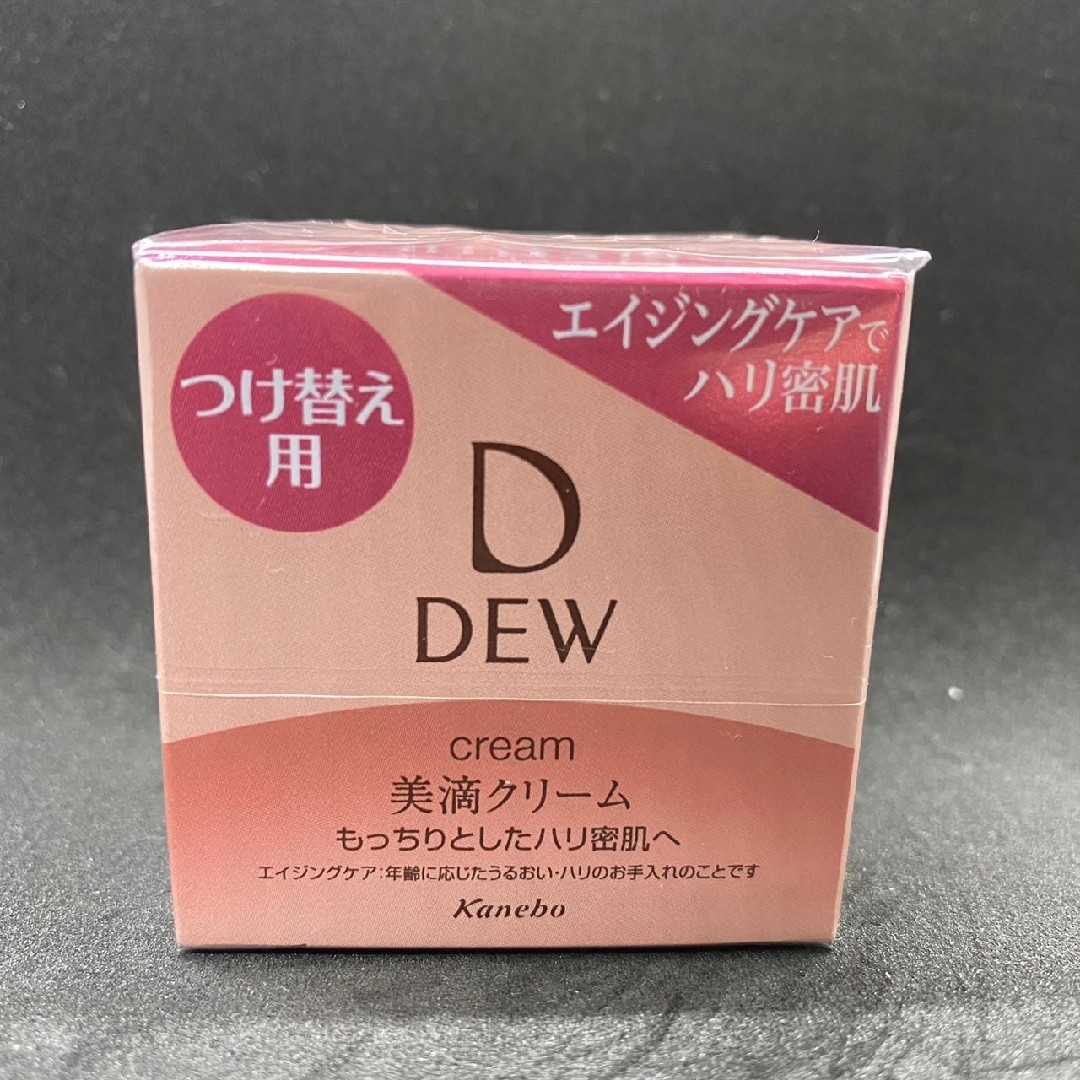 つけ替え
用
エイジングケアで
ハリ密肌
D
DEW
cream
美滴クリーム
もっちりとしたハリ密肌へ
エイジングケア:年齢に応じたうるおい・ハリのお手入れのことです
Kanebo